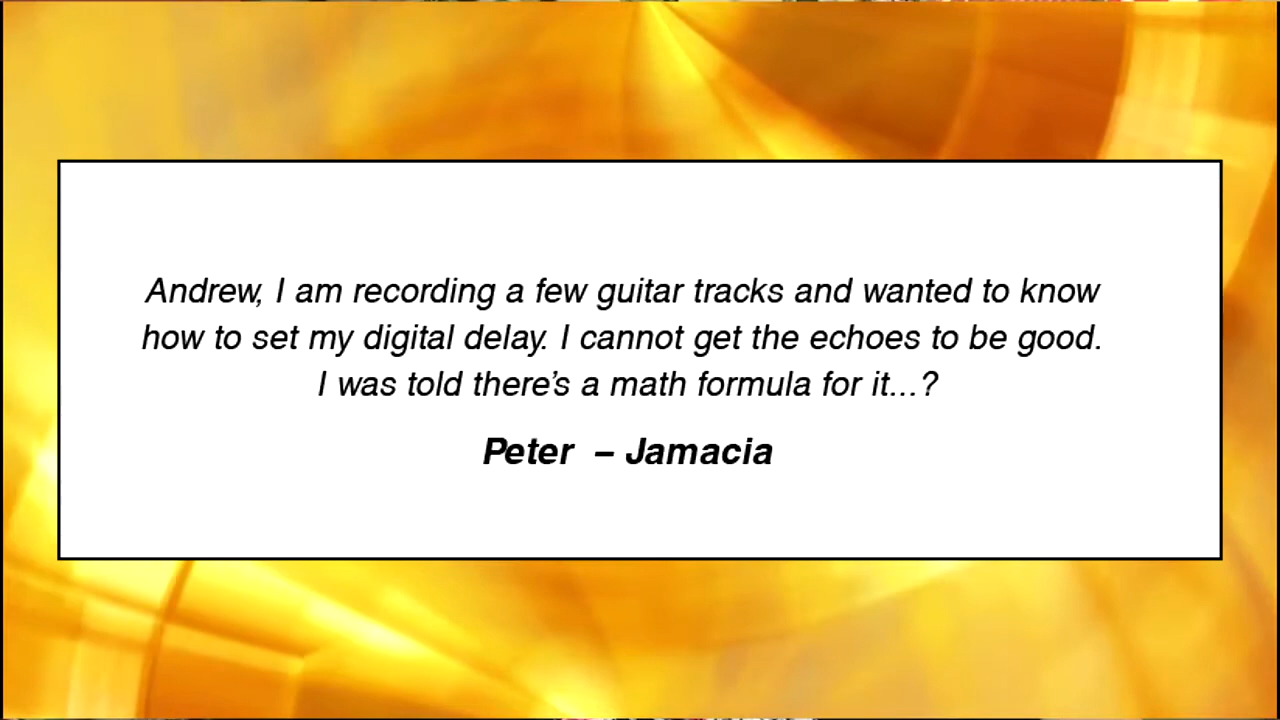 Andrew, I am recording a few guitar tracks and wanted to know
how to set my digital delay. I cannot get the echoes to be good.
I was told there's a math formula for it...?
Peter – Jamacia